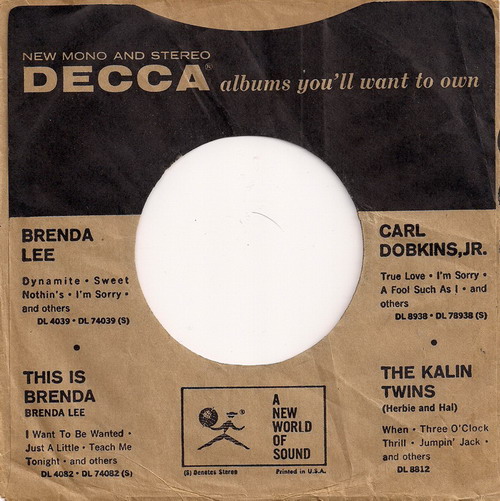 NEW MONO AND STEREO
DECCA® albums you'll want to own
BRENDA
LEE
Dynamite • Sweet
Nothin's • I'm Sorry •
and others
DL 4039 • DL 74039 (S)
•
THIS IS
BRENDA
BRENDA LEE
I Want To Be Wanted •
Just A Little • Teach Me
Tonight • and others
DL 4082 • DL 74082 (S)
CARL
DOBKINS, JR.
True Love • I'm Sorry •
A Fool Such As I • and
others
DL 8938 • DL 78938 (S)
•
THE KALIN
TWINS
(Herbie and Hal)
When • Three O'Clock
Thrill • Jumpin' Jack •
and others
DL 8812
®
A
NEW
WORLD
OF
SOUND
(S) Denotes Stereo
Printed in U.S.A.